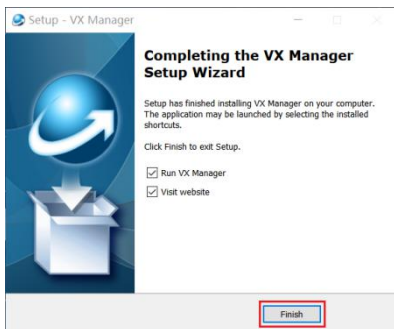 Setup - VX Manager
Completing the VX Manager
Setup Wizard
Setup has finished installing VX Manager on your computer.
The application may be launched by selecting the installed
shortcuts.
Click Finish to exit Setup.
Run VX Manager
Visit website
Finish